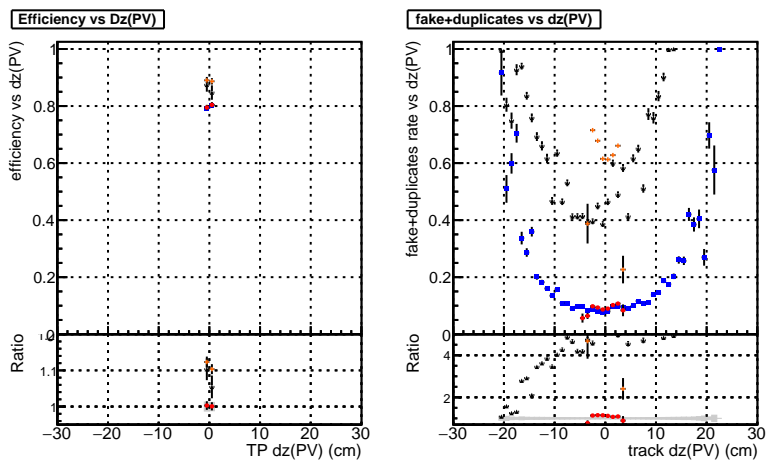 Efficiency vs Dz(PV)
efficiency vs dz(PV)
1
0.8
0.6
0.4
0.2
0
Ratio
1.1
1
−30 −20 −10 0 10 20 30
TP dz(PV) (cm)
fake+duplicates vs dz(PV)
fake+duplicates rate vs dz(PV)
1
0.8
0.6
0.4
0.2
0
Ratio
4
2
−30 −20 −10 0 10 20 30
track dz(PV) (cm)